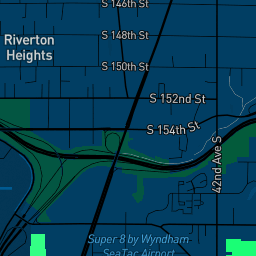 S 146th St
Riverton
Heights
S 148th St
S 150th St
S 152nd St
S 154th St
42nd Ave S
Super 8 by Wyndham
SeaTac Airport